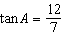 tan A = 12/7